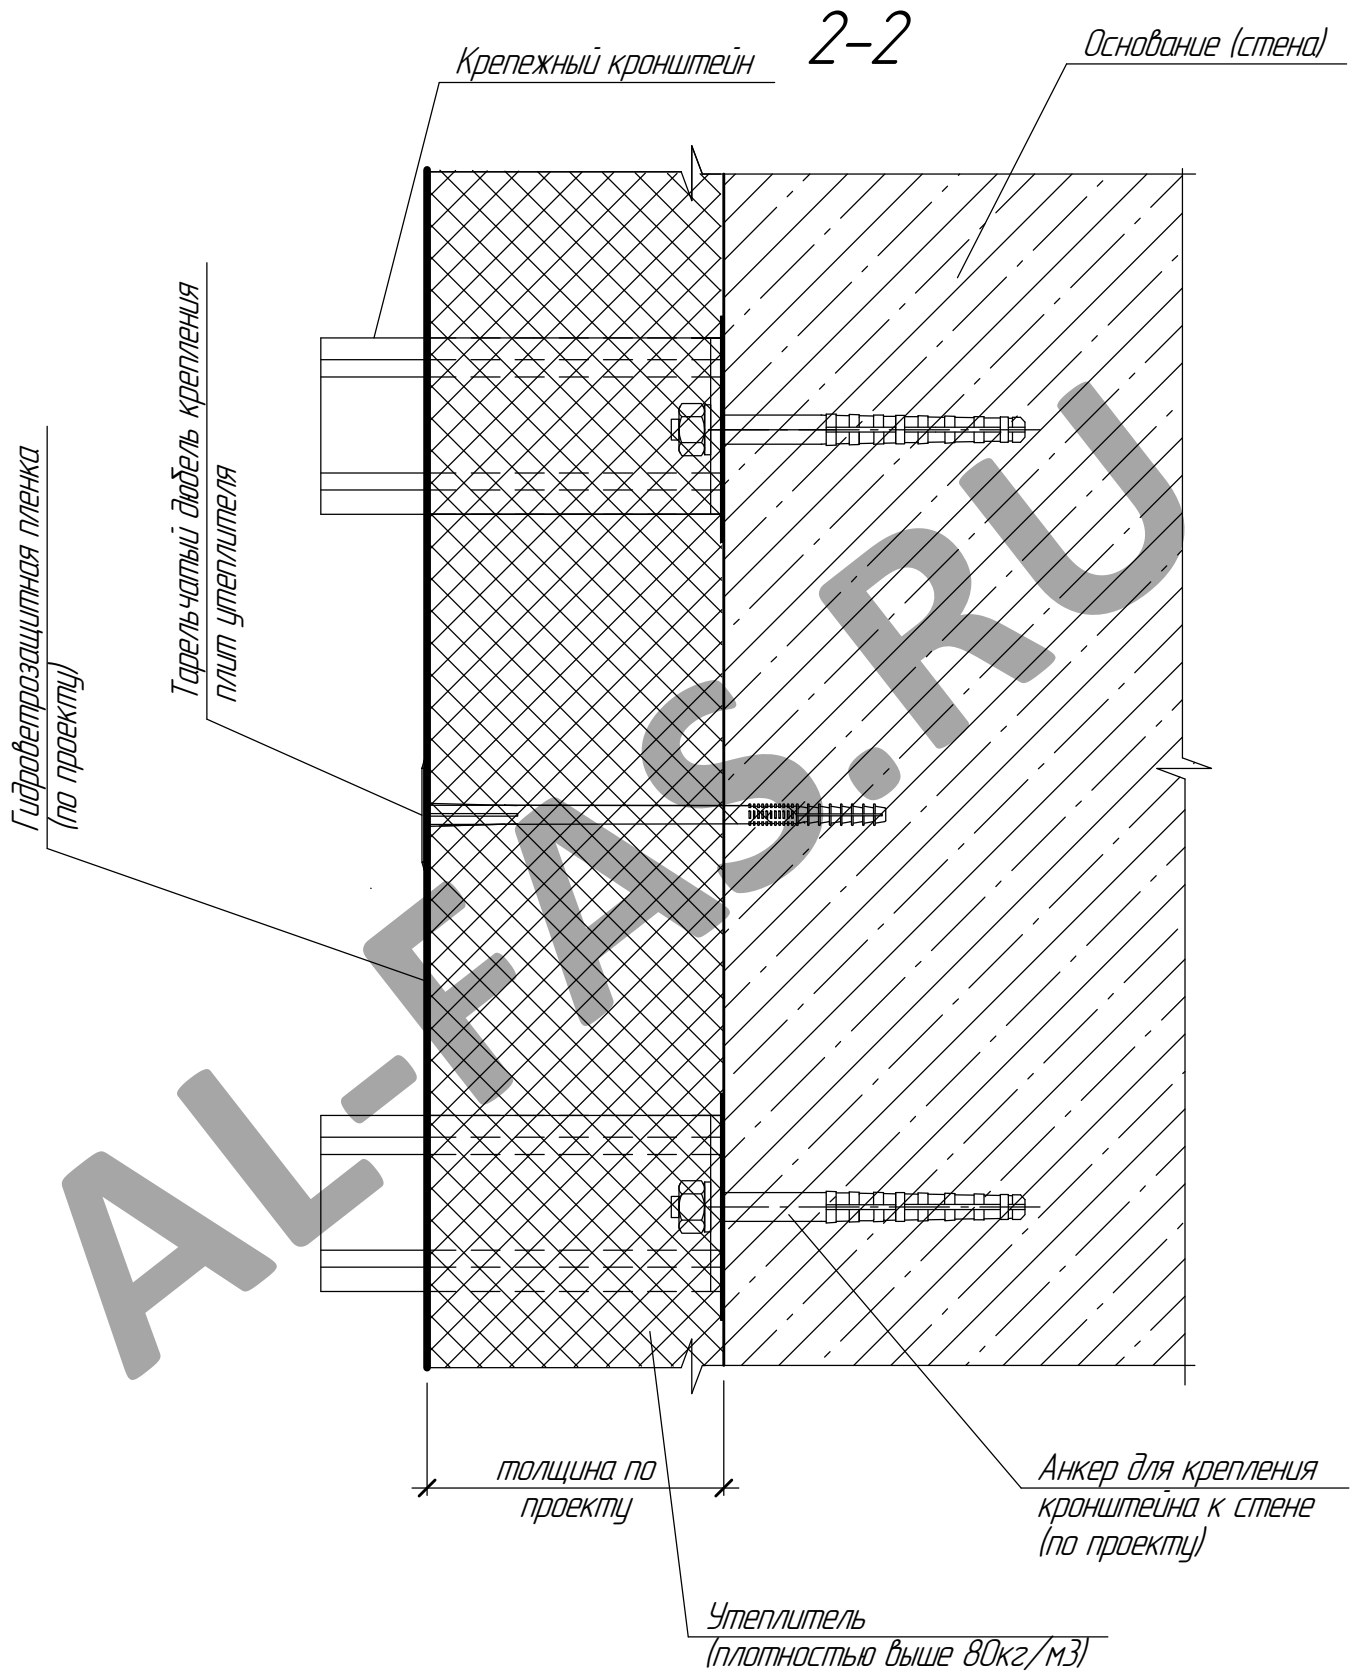 2-2
Крепежный кронштейн
Основание (стена)
Тарельчатый дюбель крепления
плит утеплителя
Гидроветрозащитная пленка
(по проекту)
AL-FAS.RU
толщина по
проекту
Анкер для крепления
кронштейна к стене
(по проекту)
Утеплитель
(плотностью выше 80кг/м3)